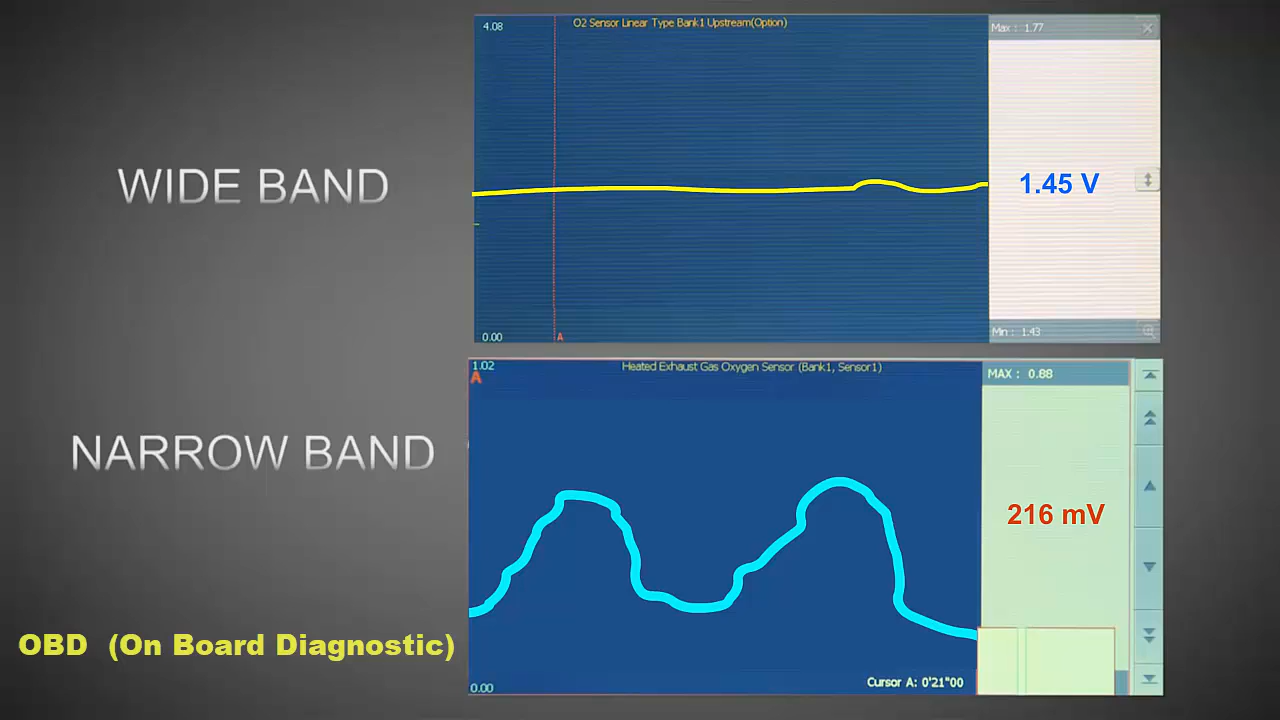 4.08
O2 Sensor Linear Type Bank1 Upstream(Option)
Max : 1.77
WIDE BAND
1.45 V
0.00
A
Min : 1.43
1.02
A
Heated Exhaust Gas Oxygen Sensor (Bank1, Sensor1)
MAX : 0.88
NARROW BAND
216 mV
OBD (On Board Diagnostic)
0.00
Cursor A: 0'21"00